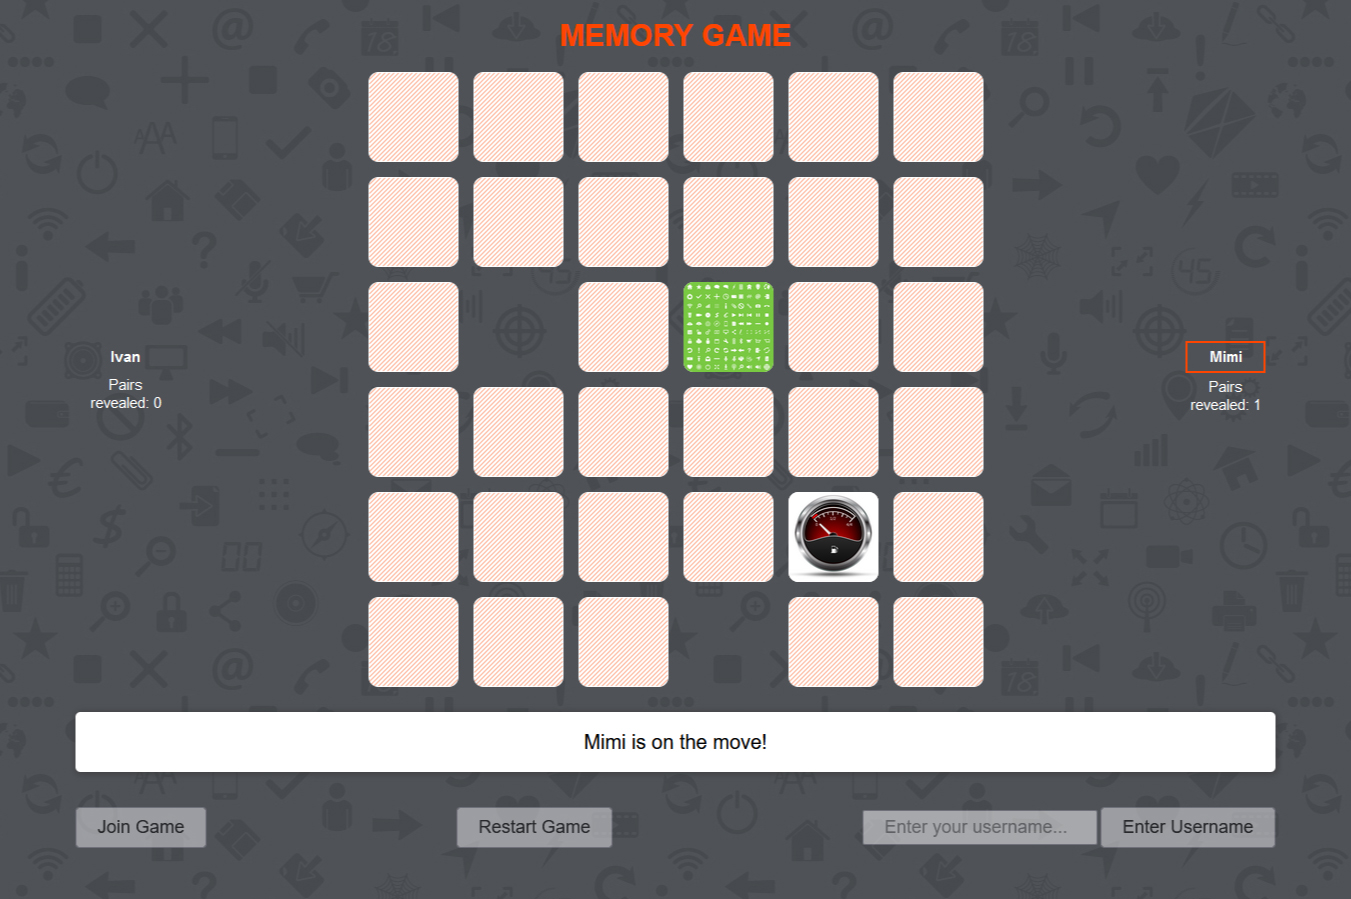 MEMORY GAME
Ivan
Pairs
revealed: 0
Mimi
Pairs
revealed: 1
Mimi is on the move!
Join Game
Restart Game
Enter your username...
Enter Username